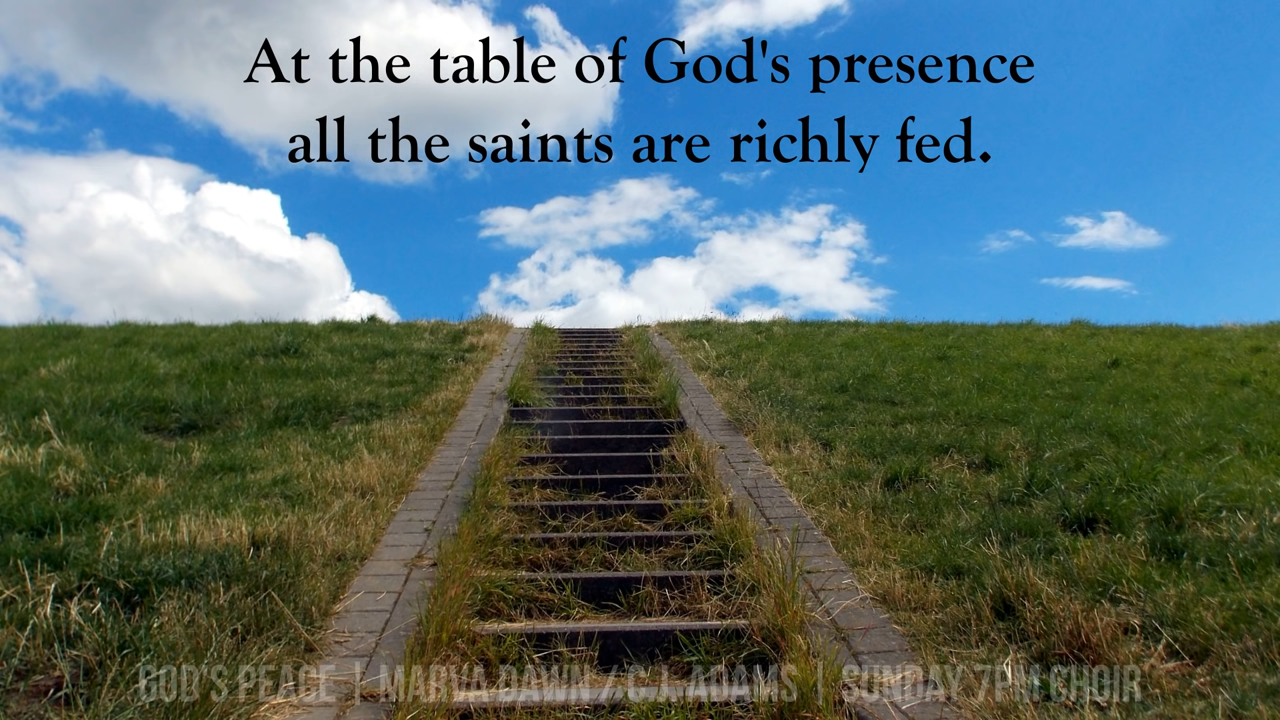 At the table of God's presence
all the saints are richly fed.
GOD'S PEACE | MARVA DAWN / C.J. ADAMS | SUNDAY 7PM CHOIR